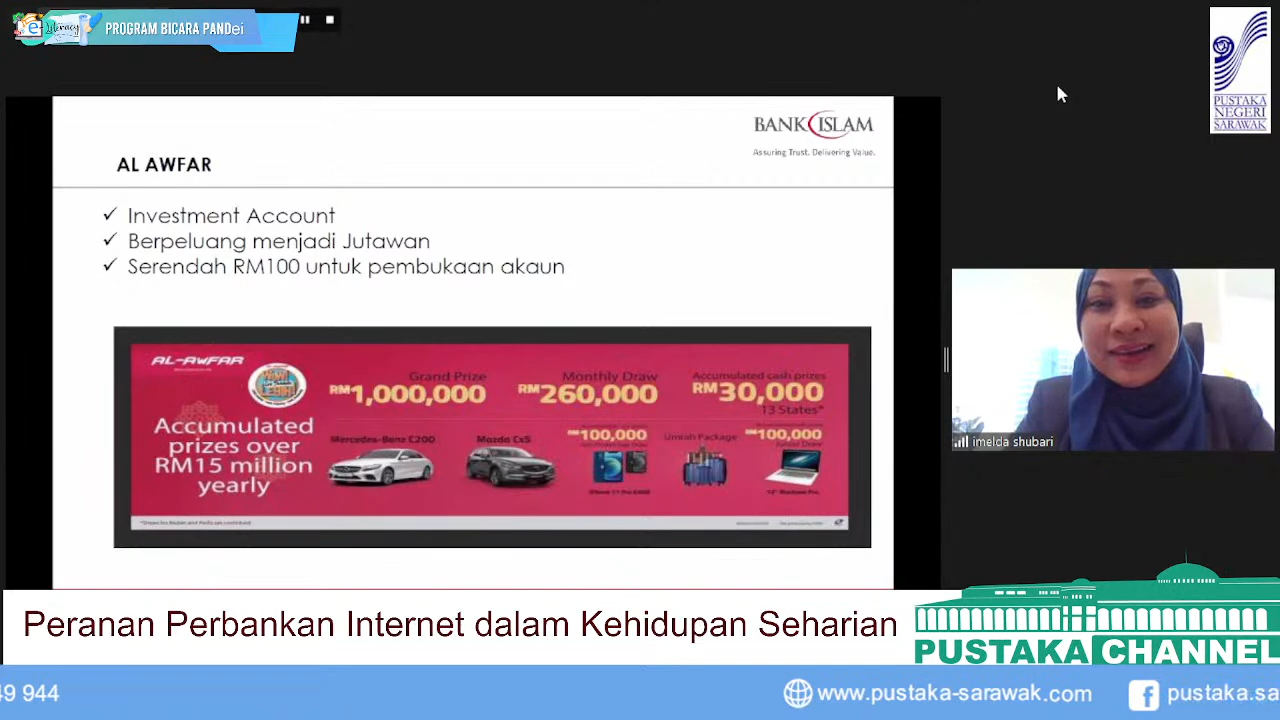 e-Literacy
PROGRAM BICARA PANDei
PUSTAKA
NEGERI
SARAWAK
BANK ISLAM
Assuring Trust. Delivering Value.
AL AWFAR
✓ Investment Account
✓ Berpeluang menjadi Jutawan
✓ Serendah RM100 untuk pembukaan akaun
AL-AWFAR
Accumulated
prizes over
RM15 million
yearly
Grand Prize
RM1,000,000
Monthly Draw
RM260,000
Accumulated cash prizes
RM30,000
13 States*
Mercedes-Benz C200
Mazda Cx5
RM100,000
Umrah Package
RM100,000
imelda shubari
Peranan Perbankan Internet dalam Kehidupan Seharian
PUSTAKA CHANNEL
49 944
www.pustaka-sarawak.com
pustaka.sa